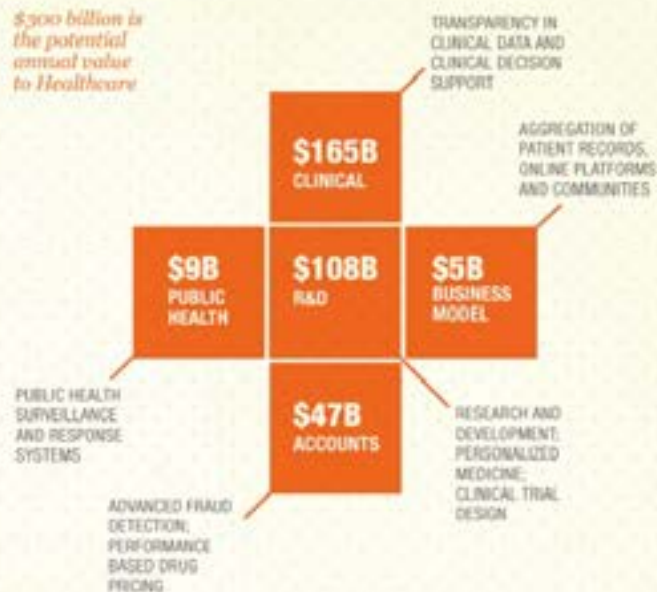 $300 billion is
the potential
annual value
to Healthcare
TRANSPARENCY IN
CLINICAL DATA AND
CLINICAL DECISION
SUPPORT
AGGREGATION OF
PATIENT RECORDS,
ONLINE PLATFORMS
AND COMMUNITIES
$165B
CLINICAL
$9B
PUBLIC
HEALTH
$108B
R&D
$5B
BUSINESS
MODEL
$47B
ACCOUNTS
PUBLIC HEALTH
SURVEILLANCE
AND RESPONSE
SYSTEMS
RESEARCH AND
DEVELOPMENT;
PERSONALIZED
MEDICINE;
CLINICAL TRIAL
DESIGN
ADVANCED FRAUD
DETECTION;
PERFORMANCE
BASED DRUG
PRICING